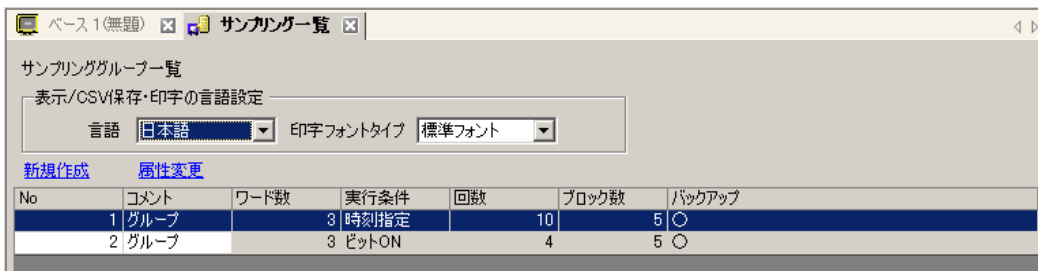 ベース1(無題) サンプリング一覧
サンプリンググループ一覧
表示/CSV保存・印字の言語設定
言語 日本語 印字フォントタイプ 標準フォント
新規作成 属性変更
No コメント ワード数 実行条件 回数 ブロック数 バックアップ
1 グループ 3 時刻指定 10 5 ○
2 グループ 3 ビットON 4 5 ○